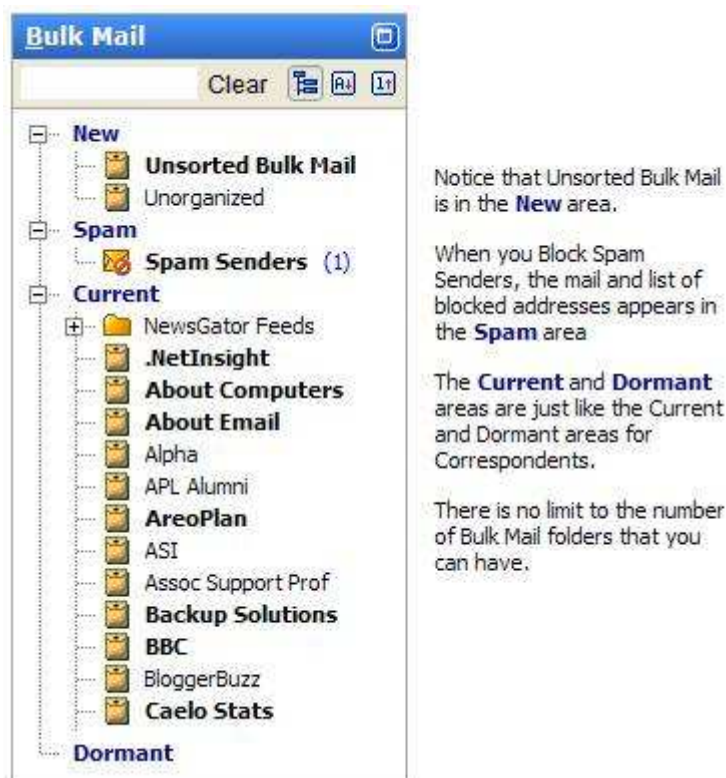 Bulk Mail
Clear
New
Unsorted Bulk Mail
Unorganized
Spam
Spam Senders (1)
Current
NewsGator Feeds
.NetInsight
About Computers
About Email
Alpha
APL Alumni
AreoPlan
ASI
Assoc Support Prof
Backup Solutions
BBC
BloggerBuzz
Caelo Stats
Dormant
Notice that Unsorted Bulk Mail
is in the New area.
When you Block Spam
Senders, the mail and list of
blocked addresses appears in
the Spam area
The Current and Dormant
areas are just like the Current
and Dormant areas for
Correspondents.
There is no limit to the number
of Bulk Mail folders that you
can have.